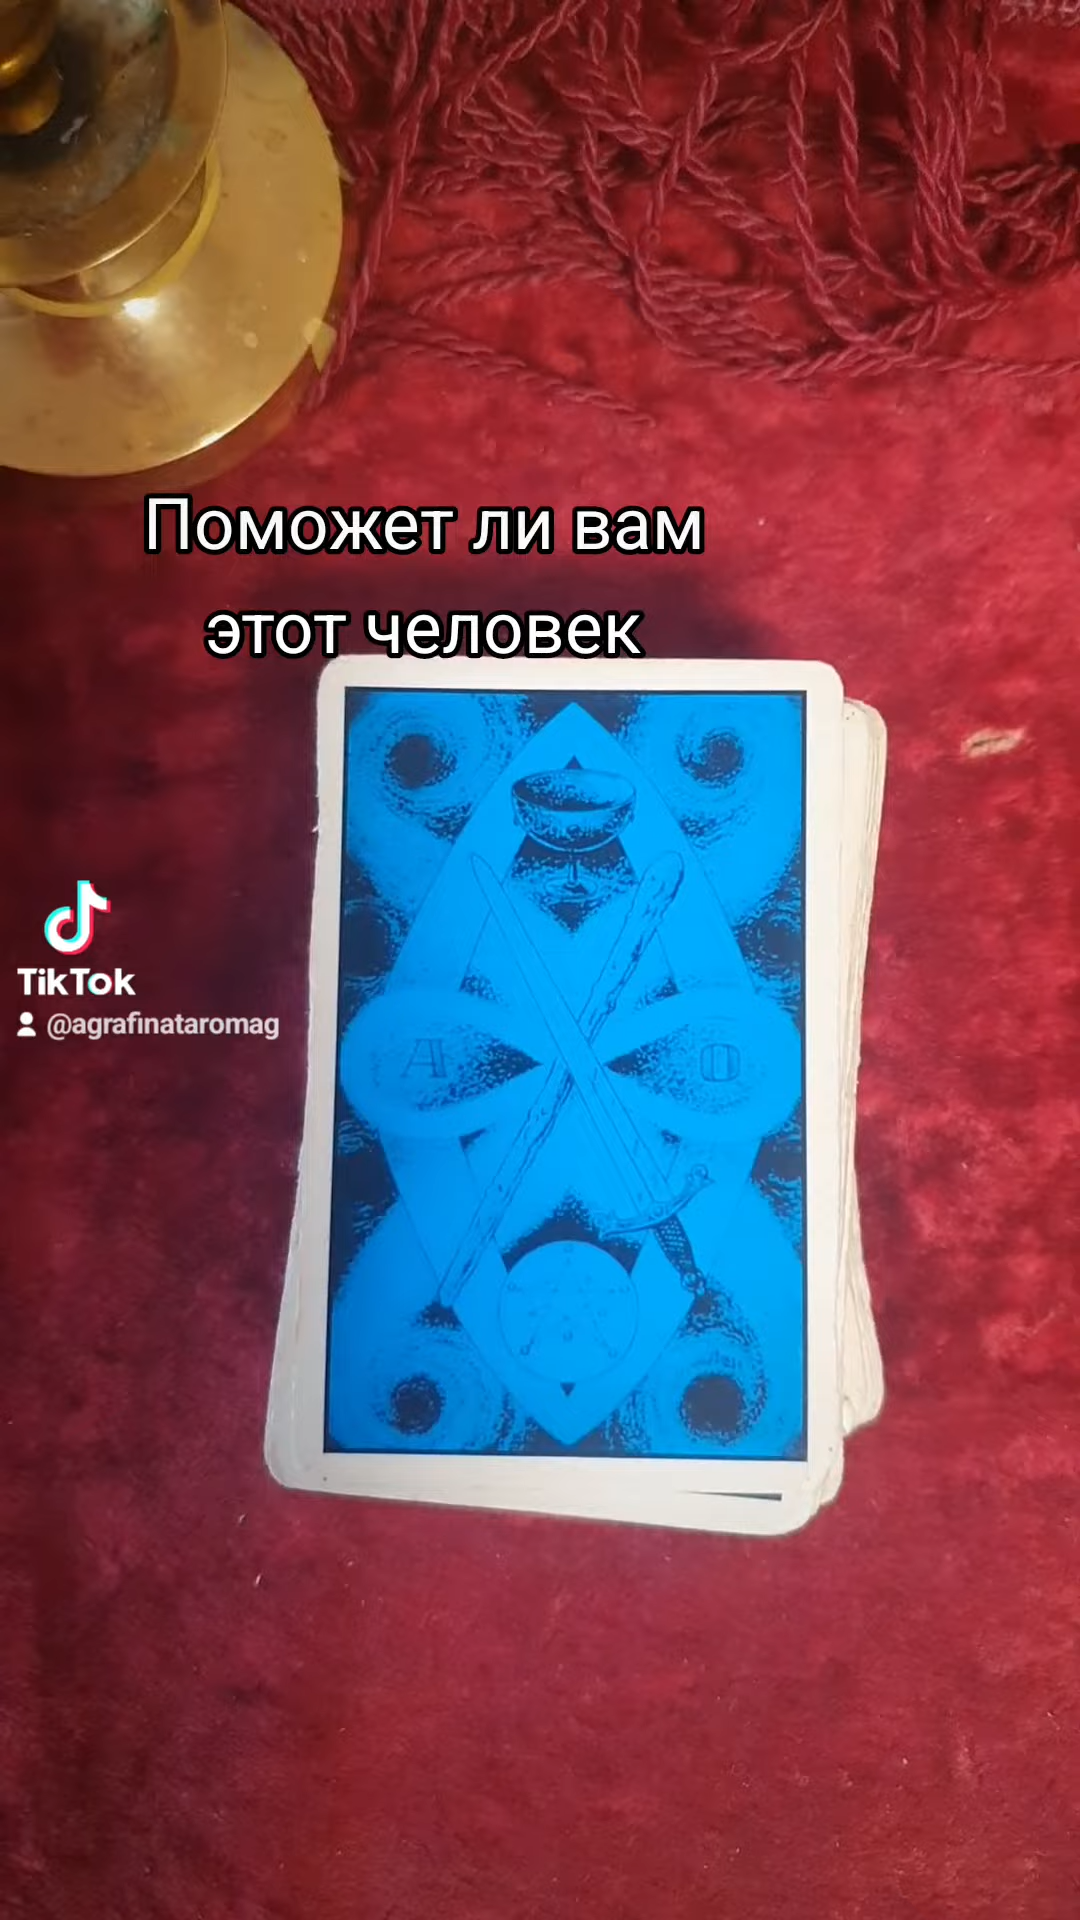 Поможет ли вам
этот человек
TikTok
@agrafinataromag
A O